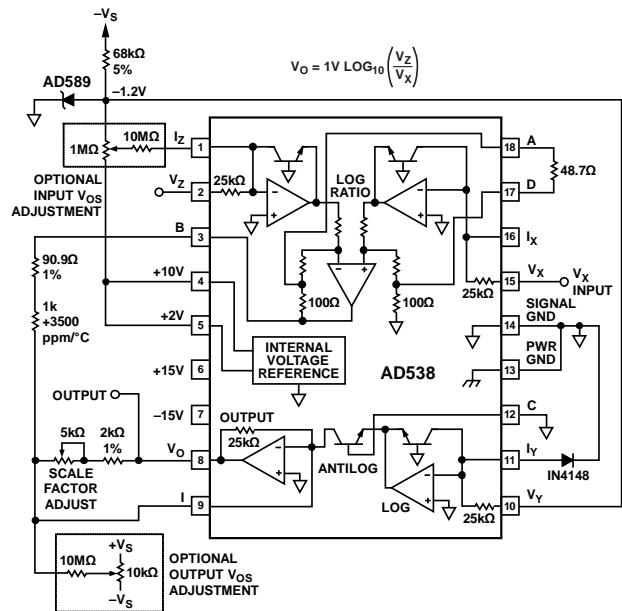 −VS
68kΩ
5%
AD589
−1.2V
VO = 1V LOG10 (VZ/VX)
1MΩ
10MΩ
IZ
1
OPTIONAL
INPUT VOS
ADJUSTMENT
VZ
2
25kΩ
B
3
90.9Ω
1%
+10V
4
1k
+3500
ppm/°C
+2V
5
+15V
6
−15V
7
OUTPUT
VO
8
5kΩ
2kΩ
1%
SCALE
FACTOR
ADJUST
I
9
10MΩ
+VS
10kΩ
−VS
OPTIONAL
OUTPUT VOS
ADJUSTMENT
LOG
RATIO
100Ω
100Ω
INTERNAL
VOLTAGE
REFERENCE
AD538
OUTPUT
25kΩ
ANTILOG
LOG
25kΩ
25kΩ
18
A
48.7Ω
17
D
16
IX
15
VX
VX
INPUT
SIGNAL
GND
14
PWR
GND
13
12
C
11
IY
IN4148
10
VY